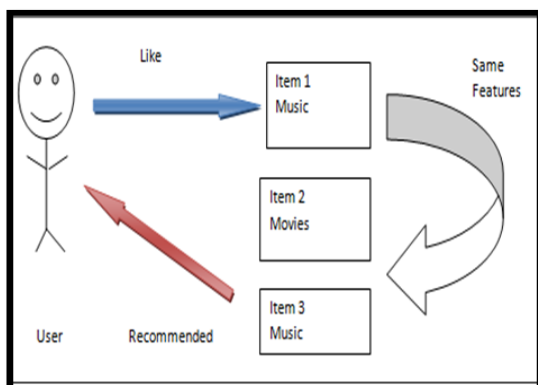 Like
Item 1
Music
Same
Features
Item 2
Movies
Item 3
Music
User
Recommended